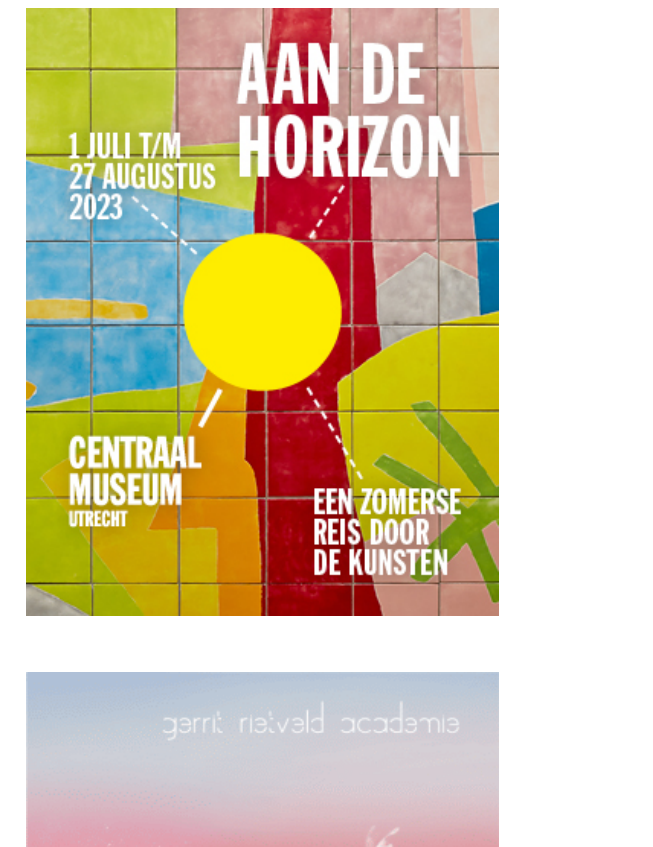 AAN DE
HORIZON
1 JULI T/M
27 AUGUSTUS
2023
CENTRAAL
MUSEUM
UTRECHT
EEN ZOMERSE
REIS DOOR
DE KUNSTEN
gerrit rietveld academie